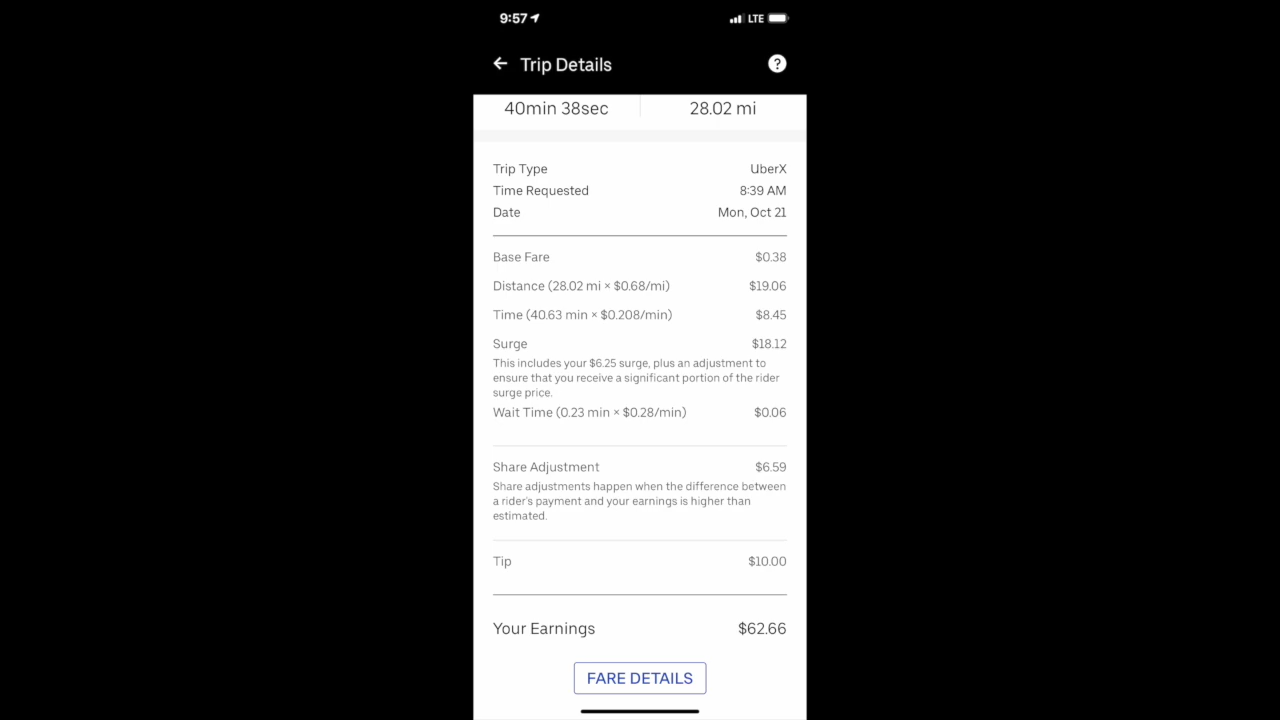 9:57 LTE
Trip Details ?
40min 38sec 28.02 mi
Trip Type UberX
Time Requested 8:39 AM
Date Mon, Oct 21
Base Fare $0.38
Distance (28.02 mi × $0.68/mi) $19.06
Time (40.63 min × $0.208/min) $8.45
Surge $18.12
This includes your $6.25 surge, plus an adjustment to
ensure that you receive a significant portion of the rider
surge price.
Wait Time (0.23 min × $0.28/min) $0.06
Share Adjustment $6.59
Share adjustments happen when the difference between
a rider's payment and your earnings is higher than
estimated.
Tip $10.00
Your Earnings $62.66
FARE DETAILS